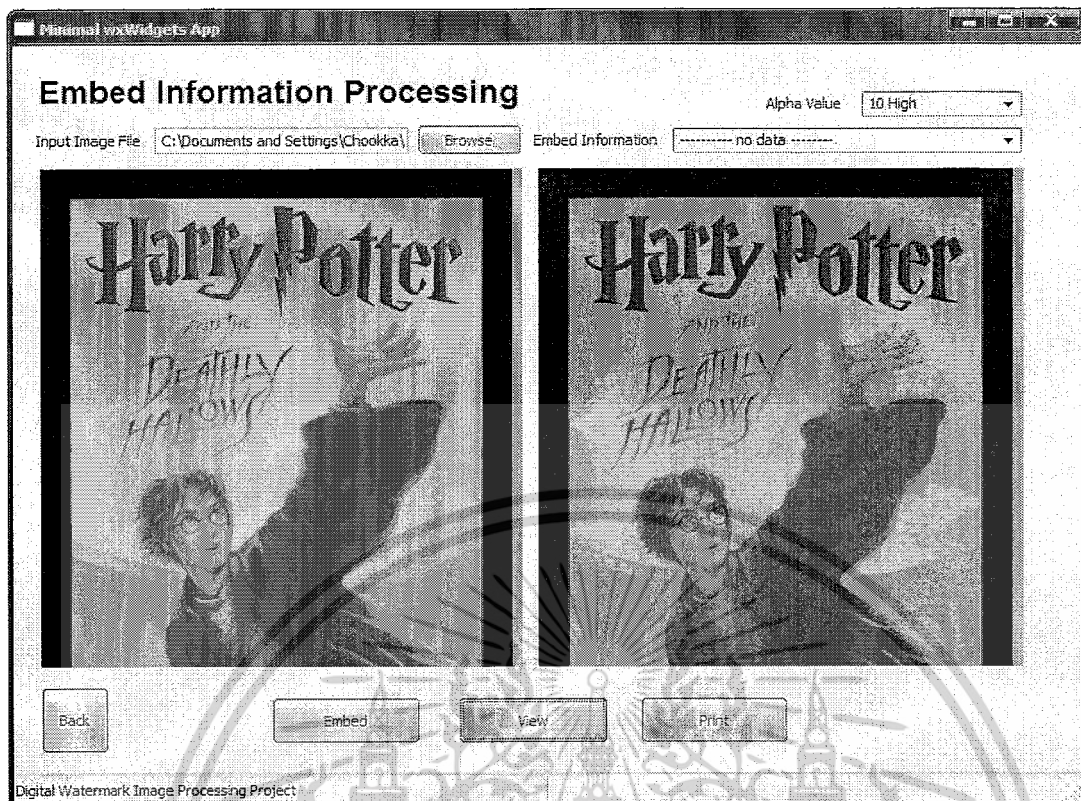 Minimal wxWidgets App
Embed Information Processing
Alpha Value 10 High
Input Image File C:\Documents and Settings\Chookka\ Browse Embed Information ---------- no data --------
Harry Potter Harry Potter
AND THE AND THE
DEATHLY DEATHLY
HALLOWS HALLOWS
Back Embed View Print
Digital Watermark Image Processing Project